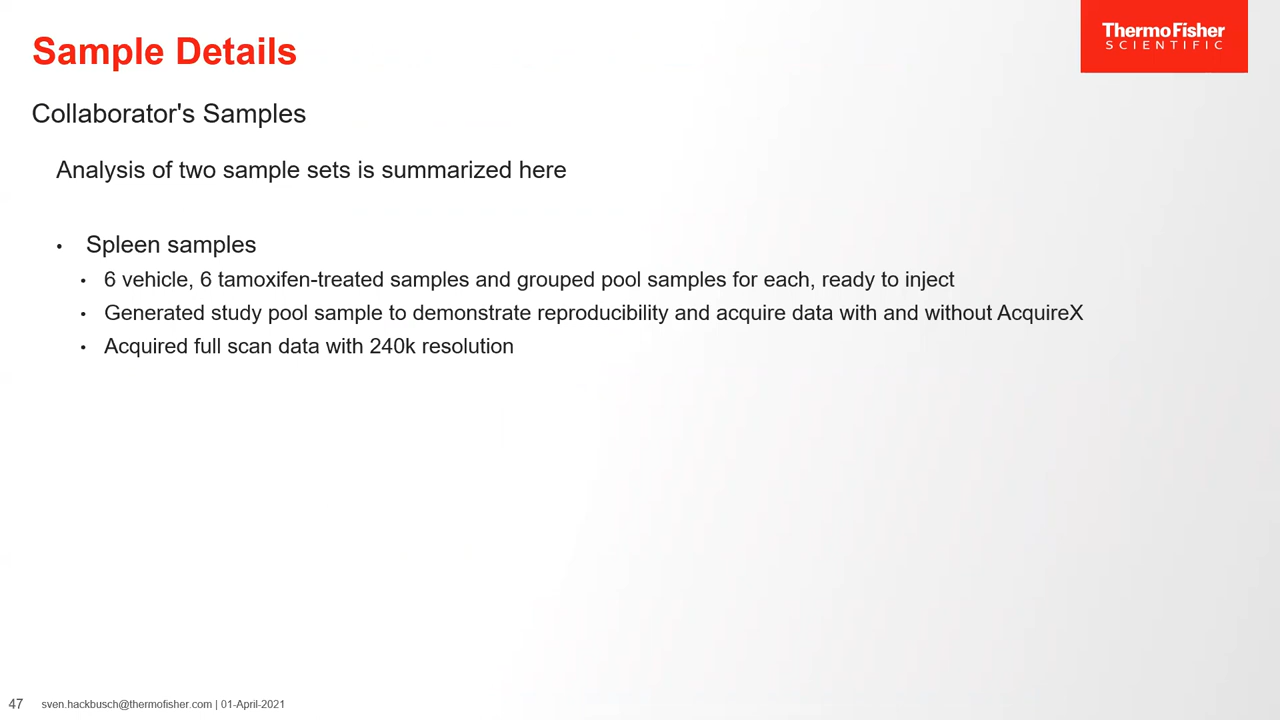 Sample Details
ThermoFisher
SCIENTIFIC
Collaborator's Samples
Analysis of two sample sets is summarized here
• Spleen samples
• 6 vehicle, 6 tamoxifen-treated samples and grouped pool samples for each, ready to inject
• Generated study pool sample to demonstrate reproducibility and acquire data with and without AcquireX
• Acquired full scan data with 240k resolution
47 sven.hackbusch@thermofisher.com | 01-April-2021